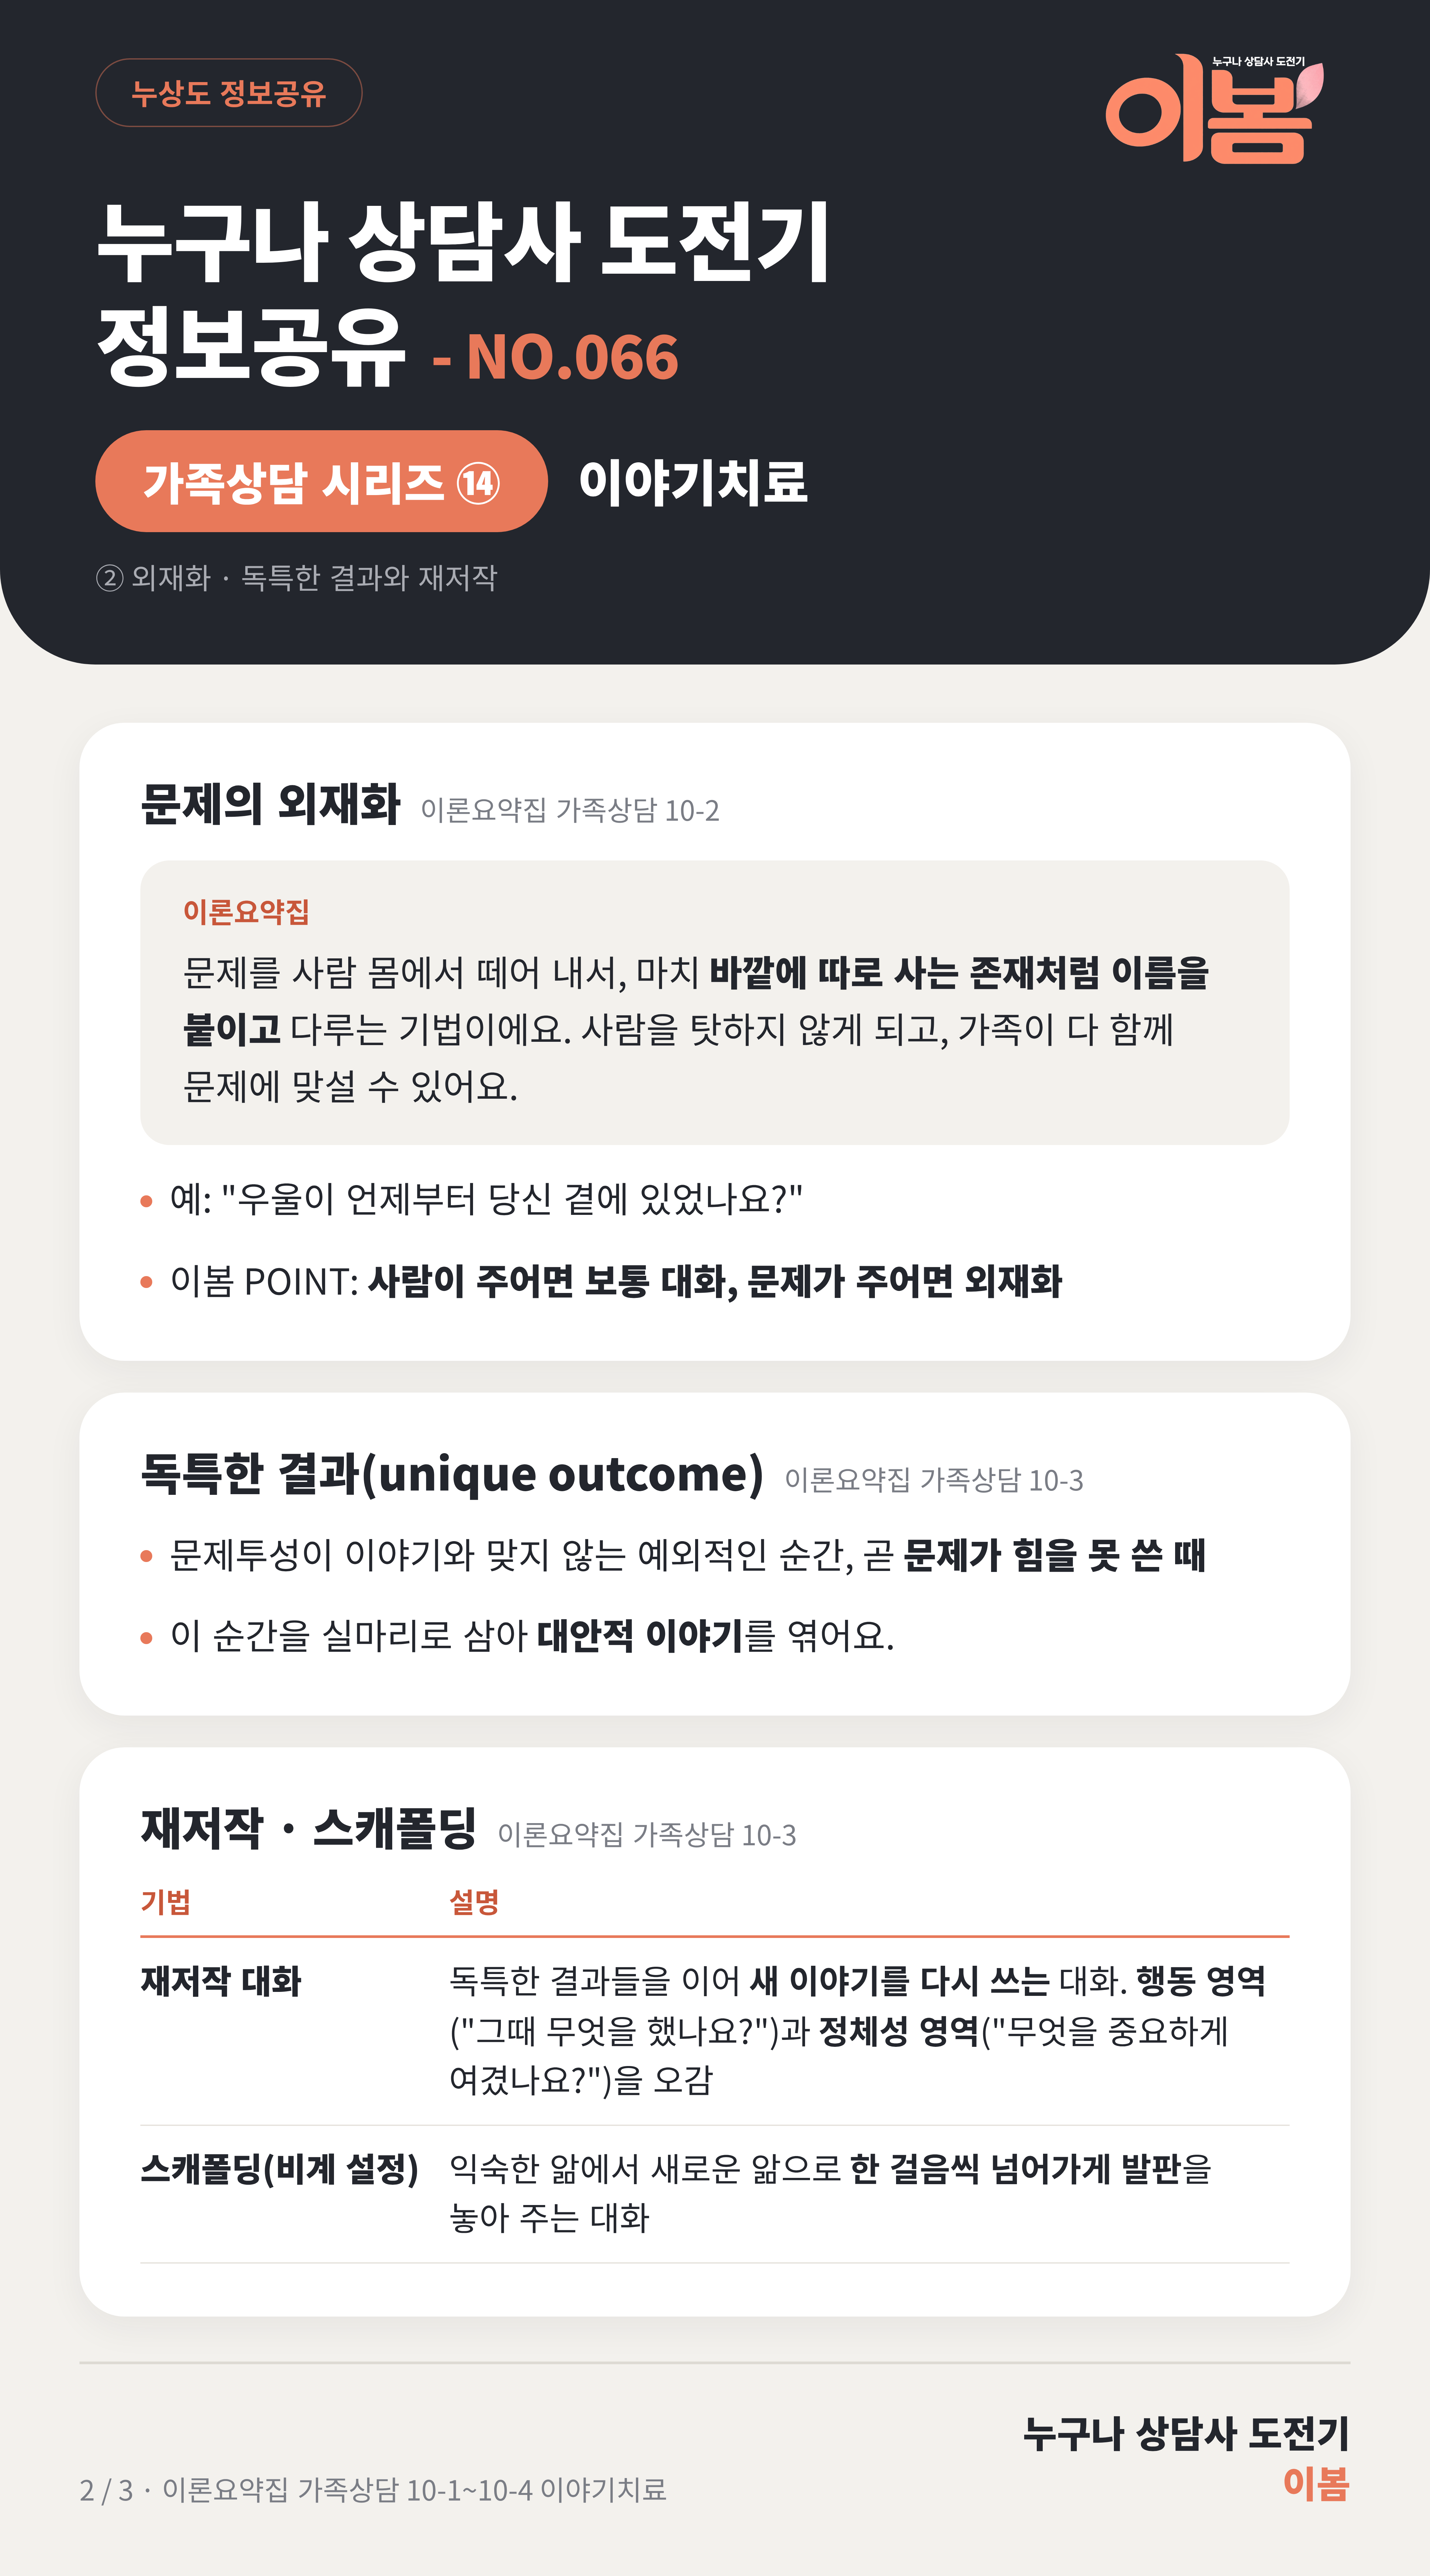 누상도 정보공유
누구나 상담사 도전기
이봄
누구나 상담사 도전기
정보공유 - NO.066
가족상담 시리즈 ⑭ 이야기치료
② 외재화 · 독특한 결과와 재저작
문제의 외재화 이론요약집 가족상담 10-2
이론요약집
문제를 사람 몸에서 떼어 내서, 마치 바깥에 따로 사는 존재처럼 이름을
붙이고 다루는 기법이에요. 사람을 탓하지 않게 되고, 가족이 다 함께
문제에 맞설 수 있어요.
• 예: "우울이 언제부터 당신 곁에 있었나요?"
• 이봄 POINT: 사람이 주어면 보통 대화, 문제가 주어면 외재화
독특한 결과(unique outcome) 이론요약집 가족상담 10-3
• 문제투성이 이야기와 맞지 않는 예외적인 순간, 곧 문제가 힘을 못 쓴 때
• 이 순간을 실마리로 삼아 대안적 이야기를 엮어요.
재저작 · 스캐폴딩 이론요약집 가족상담 10-3
기법 설명
재저작 대화 독특한 결과들을 이어 새 이야기를 다시 쓰는 대화. 행동 영역
("그때 무엇을 했나요?")과 정체성 영역("무엇을 중요하게
여겼나요?")을 오감
스캐폴딩(비계 설정) 익숙한 앎에서 새로운 앎으로 한 걸음씩 넘어가게 발판을
놓아 주는 대화
누구나 상담사 도전기
2 / 3 · 이론요약집 가족상담 10-1~10-4 이야기치료
이봄